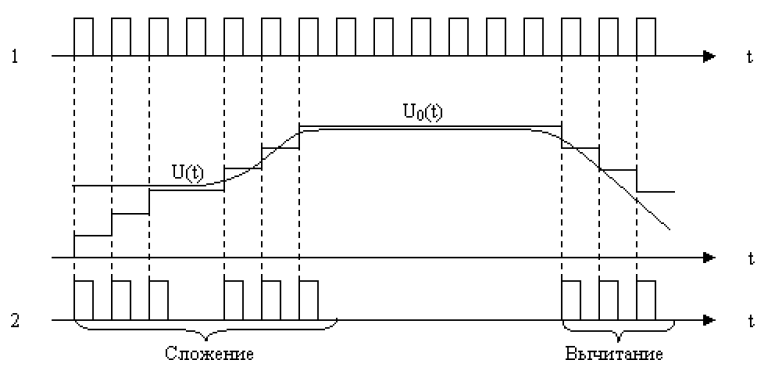 1
t
U₀(t)
U(t)
t
2
t
Сложение
Вычитание